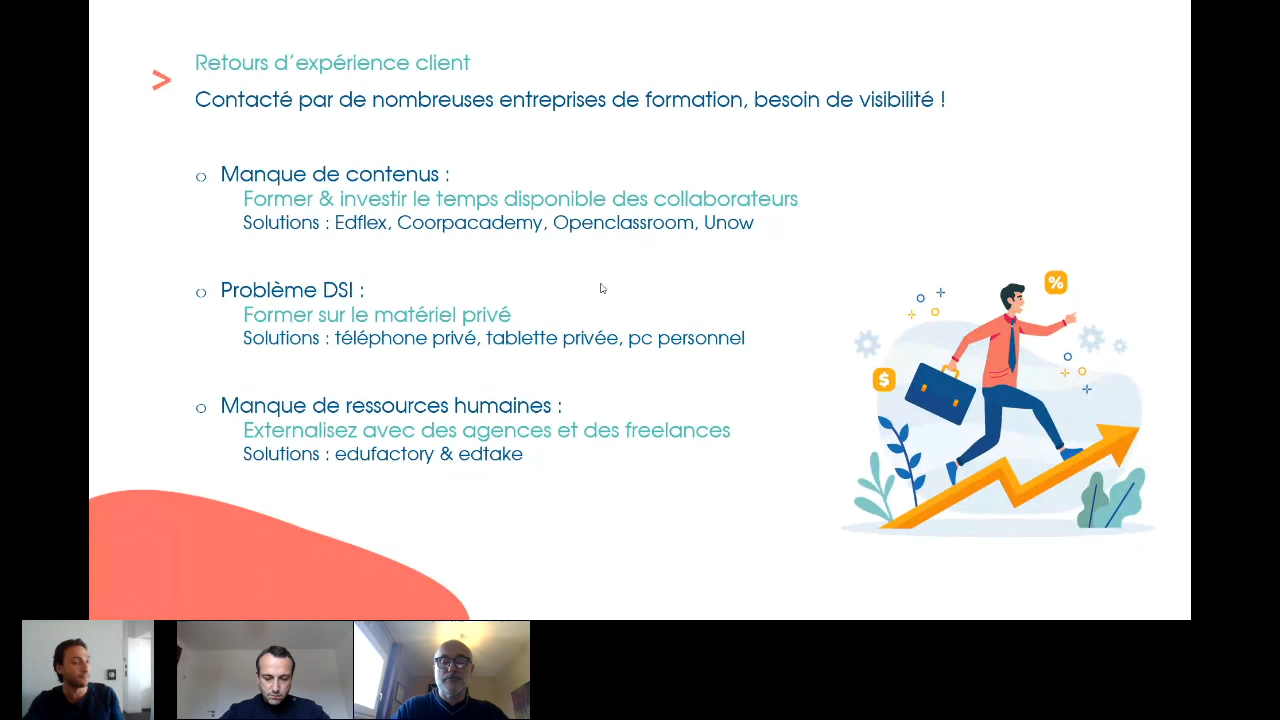 Retours d'expérience client
>
Contacté par de nombreuses entreprises de formation, besoin de visibilité !
o Manque de contenus :
Former & investir le temps disponible des collaborateurs
Solutions : Edflex, Coorpacademy, Openclassroom, Unow
o Problème DSI :
Former sur le matériel privé
Solutions : téléphone privé, tablette privée, pc personnel
o Manque de ressources humaines :
Externalisez avec des agences et des freelances
Solutions : edufactory & edtake
%
$